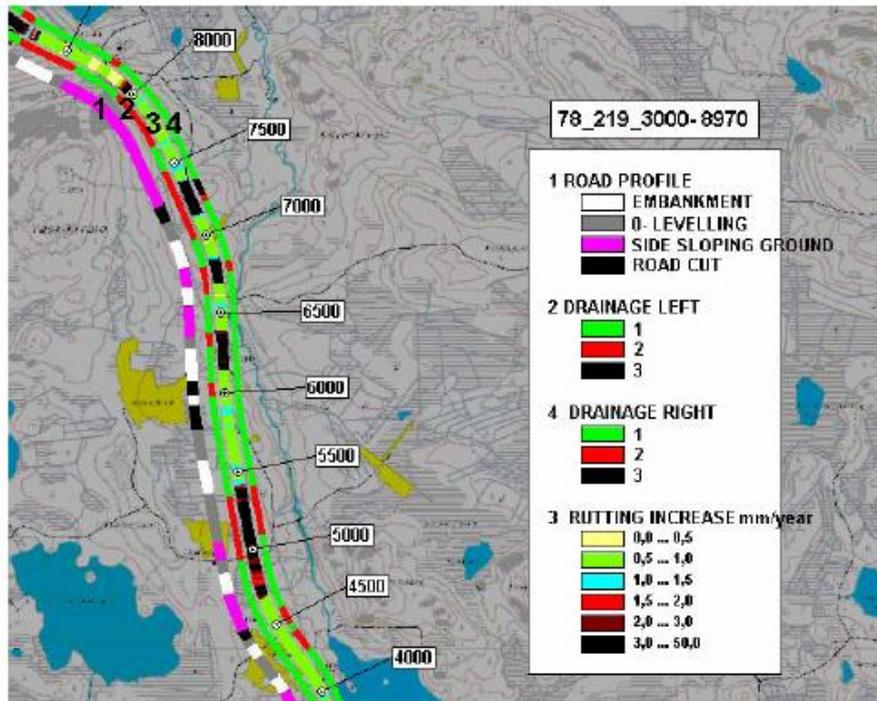 8000
1 2 3 4
7500
7000
6500
6000
5500
5000
4500
4000
78_219_3000-8970
1 ROAD PROFILE
EMBANKMENT
0- LEVELLING
SIDE SLOPING GROUND
ROAD CUT
2 DRAINAGE LEFT
1
2
3
4 DRAINAGE RIGHT
1
2
3
3 RUTTING INCREASE mm/year
0,0 ... 0,5
0,5 ... 1,0
1,0 ... 1,5
1,5 ... 2,0
2,0 ... 3,0
3,0 ... 50,0